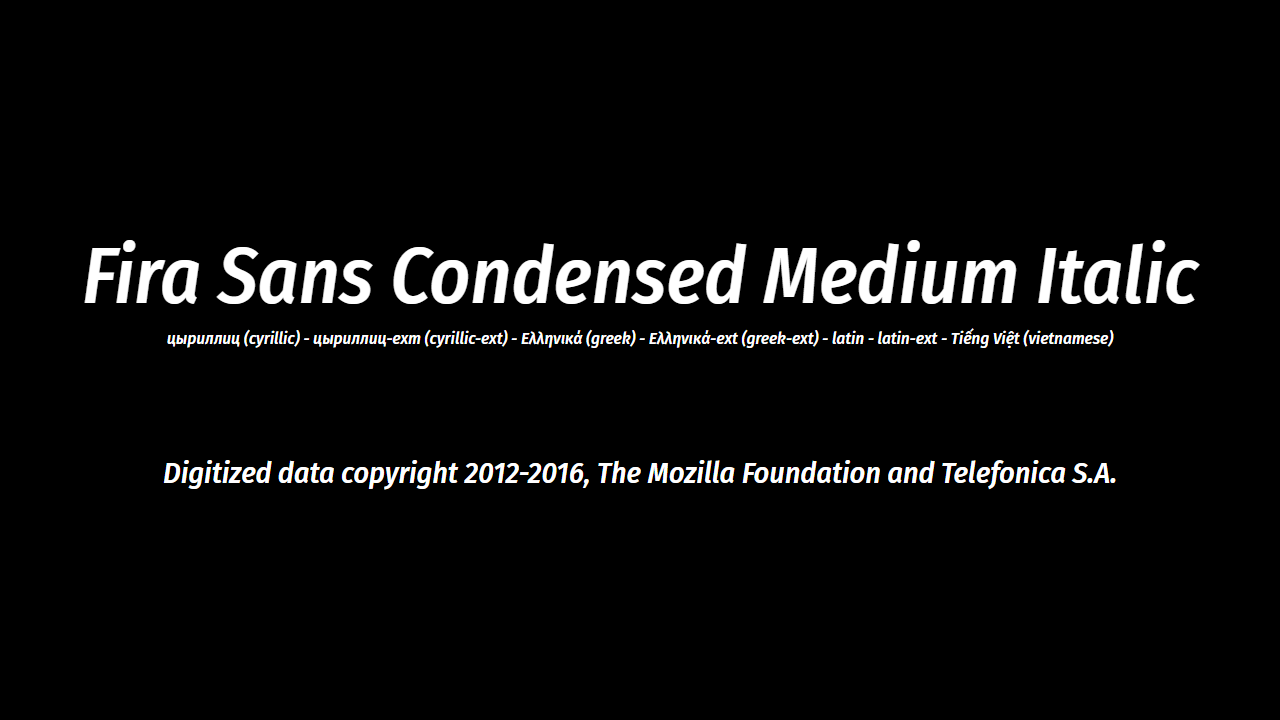 Fira Sans Condensed Medium Italic
цыриллиц (cyrillic) - цыриллиц-ext (cyrillic-ext) - Ελληνικά (greek) - Ελληνικά-ext (greek-ext) - latin - latin-ext - Tiếng Việt (vietnamese)
Digitized data copyright 2012-2016, The Mozilla Foundation and Telefonica S.A.